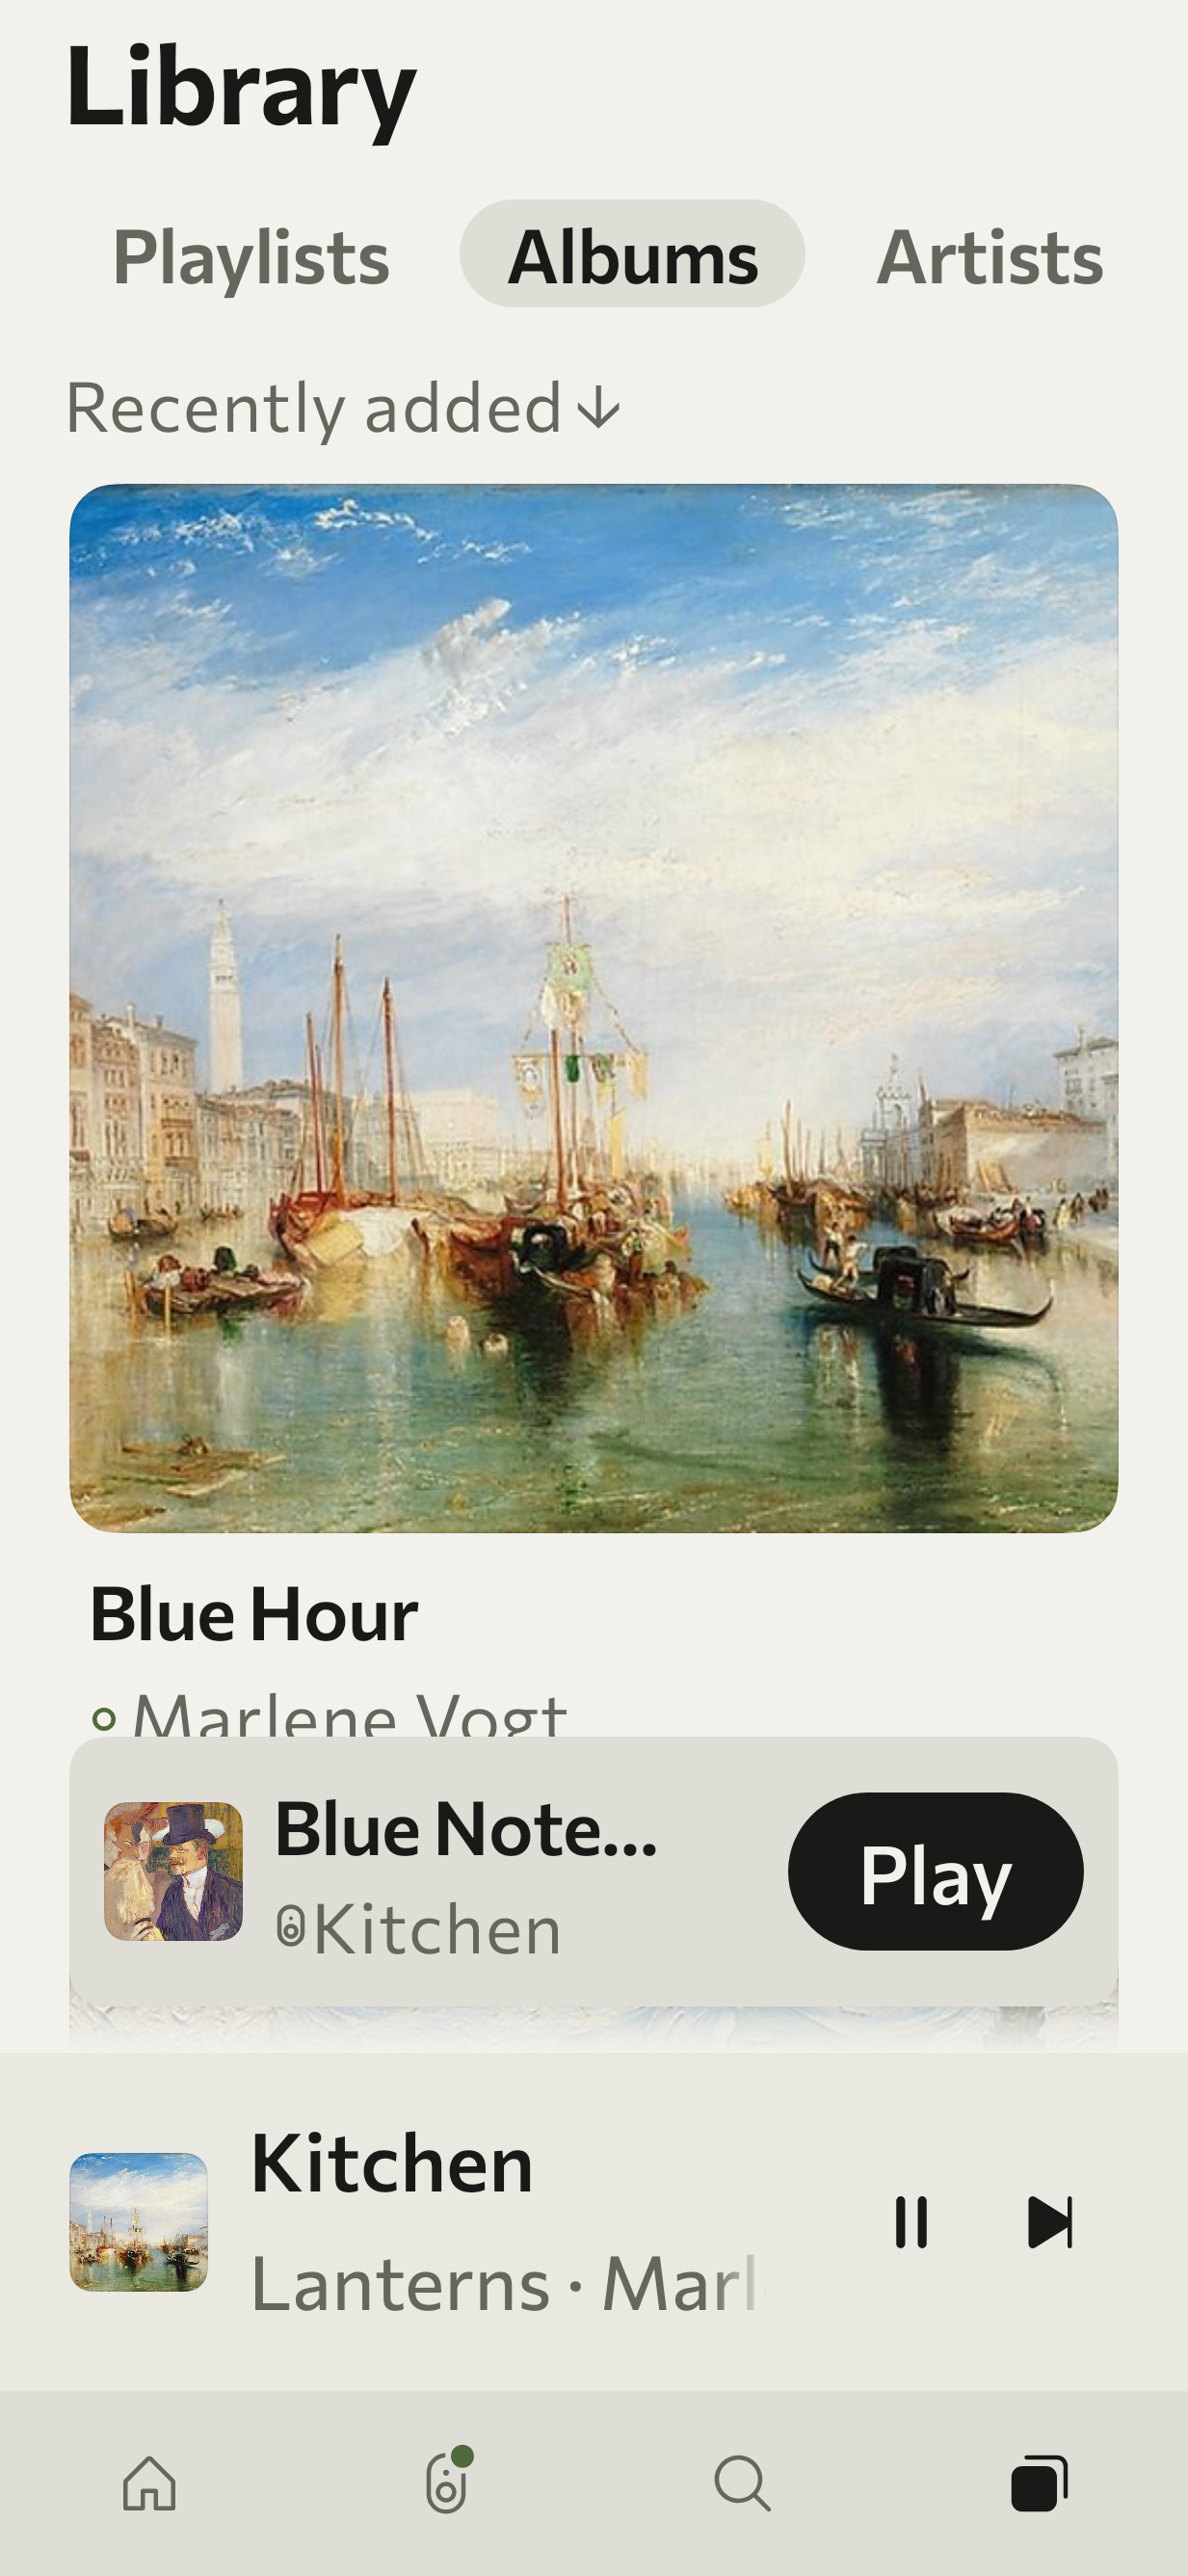 Library
Playlists Albums Artists
Recently added
Blue Hour
Marlene Vogt
Blue Note...
Kitchen
Play
Kitchen
Lanterns · Marl